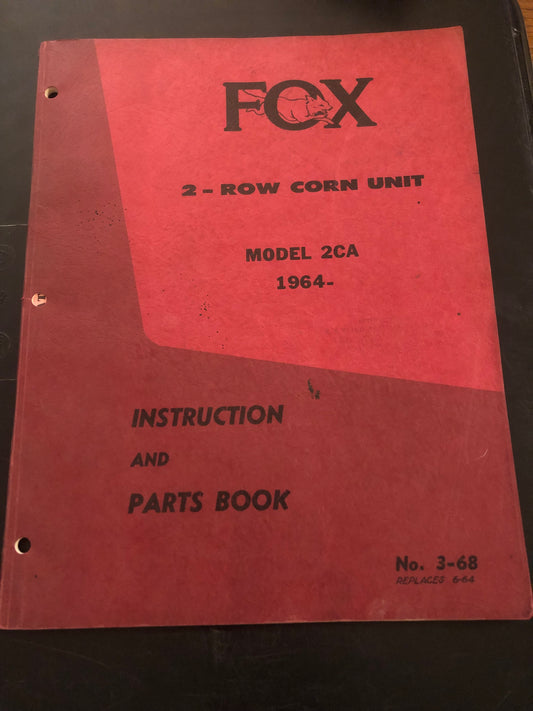 FOX
2-ROW CORN UNIT
MODEL 2CA
1964-
INSTRUCTION
AND
PARTS BOOK
No. 3-68
REPLACES 6-64